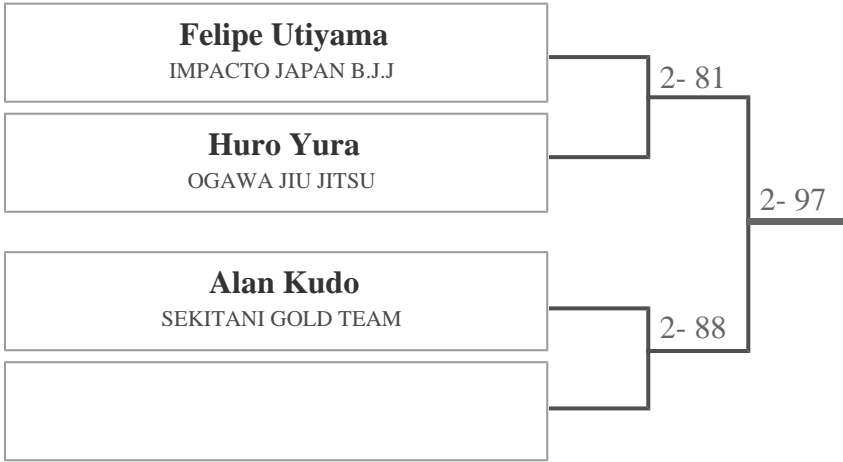 Felipe Utiyama
IMPACTO JAPAN B.J.J
2- 81
Huro Yura
OGAWA JIU JITSU
2- 97
Alan Kudo
SEKITANI GOLD TEAM
2- 88